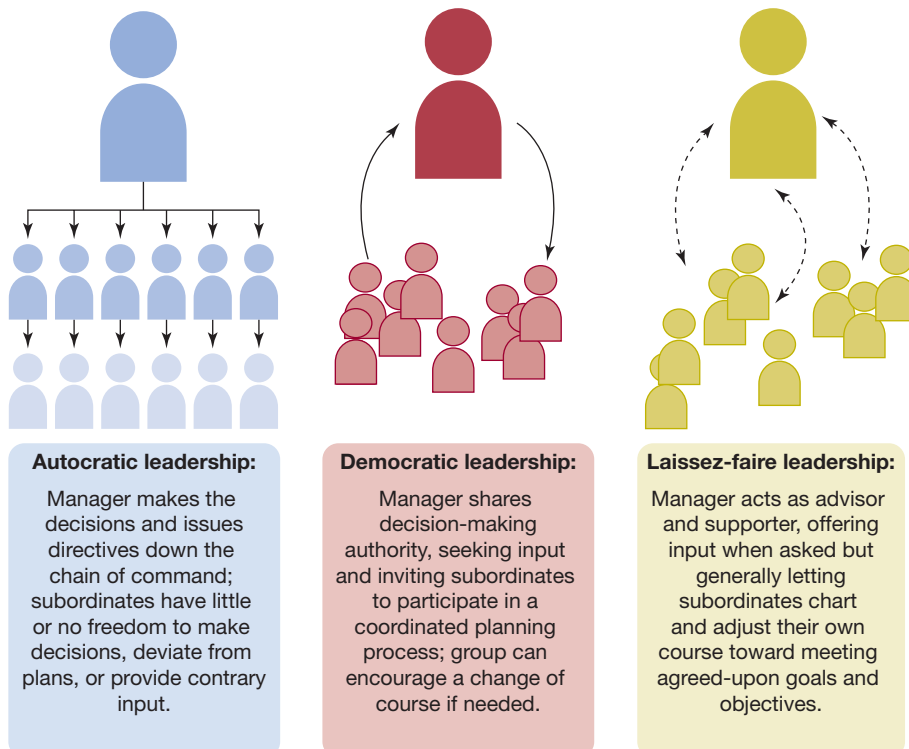 Autocratic leadership:
Manager makes the
decisions and issues
directives down the
chain of command;
subordinates have little
or no freedom to make
decisions, deviate from
plans, or provide contrary
input.
Democratic leadership:
Manager shares
decision-making
authority, seeking input
and inviting subordinates
to participate in a
coordinated planning
process; group can
encourage a change of
course if needed.
Laissez-faire leadership:
Manager acts as advisor
and supporter, offering
input when asked but
generally letting
subordinates chart
and adjust their own
course toward meeting
agreed-upon goals and
objectives.